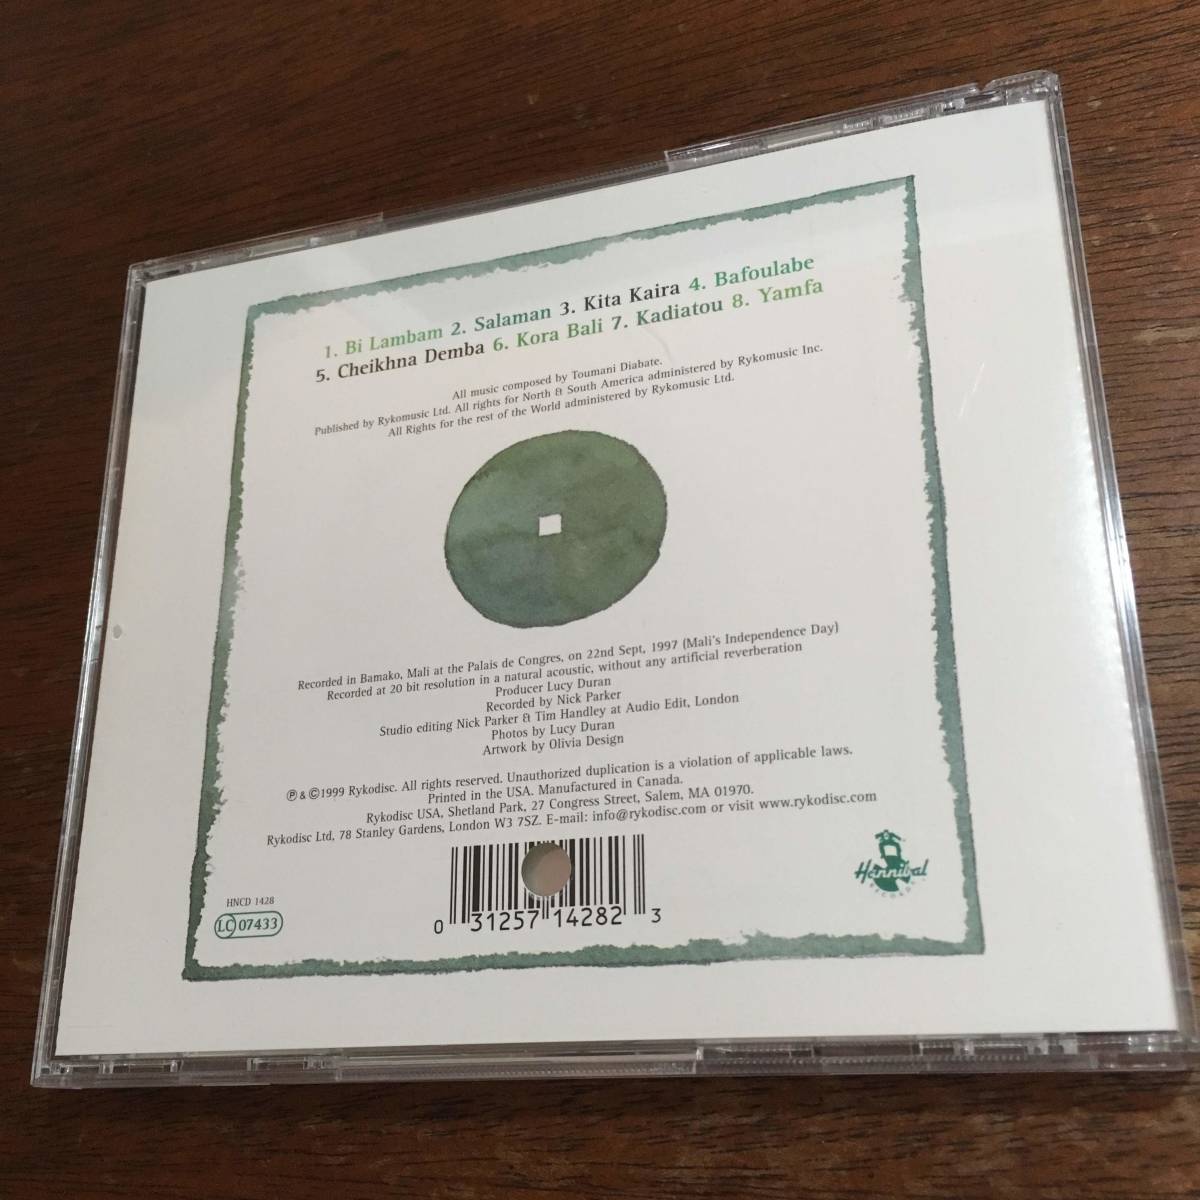 1. Bi Lambam 2. Salaman 3. Kita Kaira 4. Bafoulabe
5. Cheikhna Demba 6. Kora Bali 7. Kadiatou 8. Yamfa
All music composed by Toumani Diabate.
Published by Rykomusic Ltd. All rights for North & South America administered by Rykomusic Inc.
All Rights for the rest of the World administered by Rykomusic Ltd.
Recorded in Bamako, Mali at the Palais de Congres, on 22nd Sept, 1997 (Mali's Independence Day)
Recorded at 20 bit resolution in a natural acoustic, without any artificial reverberation
Producer Lucy Duran
Recorded by Nick Parker
Studio editing Nick Parker & Tim Handley at Audio Edit, London
Photos by Lucy Duran
Artwork by Olivia Design
℗ & ©1999 Rykodisc. All rights reserved. Unauthorized duplication is a violation of applicable laws.
Printed in the USA. Manufactured in Canada.
Rykodisc USA, Shetland Park, 27 Congress Street, Salem, MA 01970.
Rykodisc Ltd, 78 Stanley Gardens, London W3 7SZ. E-mail: info@rykodisc.com or visit www.rykodisc.com
HNCD 1428
LC 07433
0 31257 14282 3
Hannibal
RECORDS